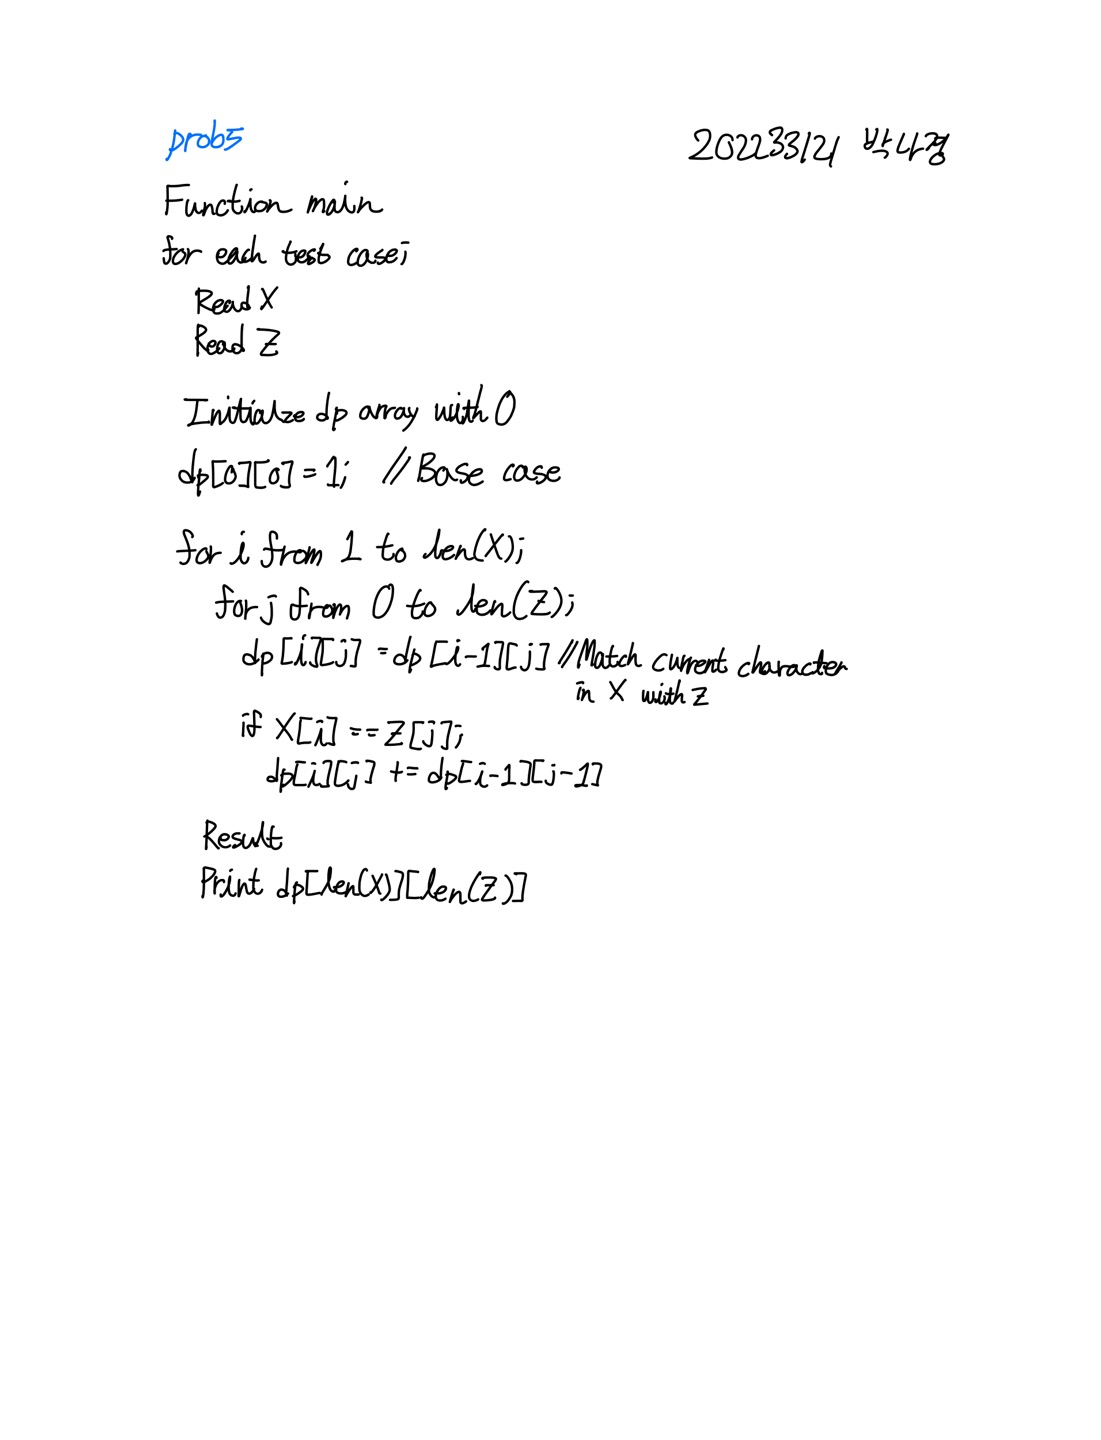 prob5
202233121 박나경
Function main
for each test case;
Read X
Read Z
Initialze dp array with 0
dp[0][0] = 1; // Base case
for i from 1 to len(X);
for j from 0 to len(Z);
dp[i][j] = dp[i-1][j] // Match current character
in X with Z
if X[i] == Z[j];
dp[i][j] += dp[i-1][j-1]
Result
Print dp[len(X)][len(Z)]